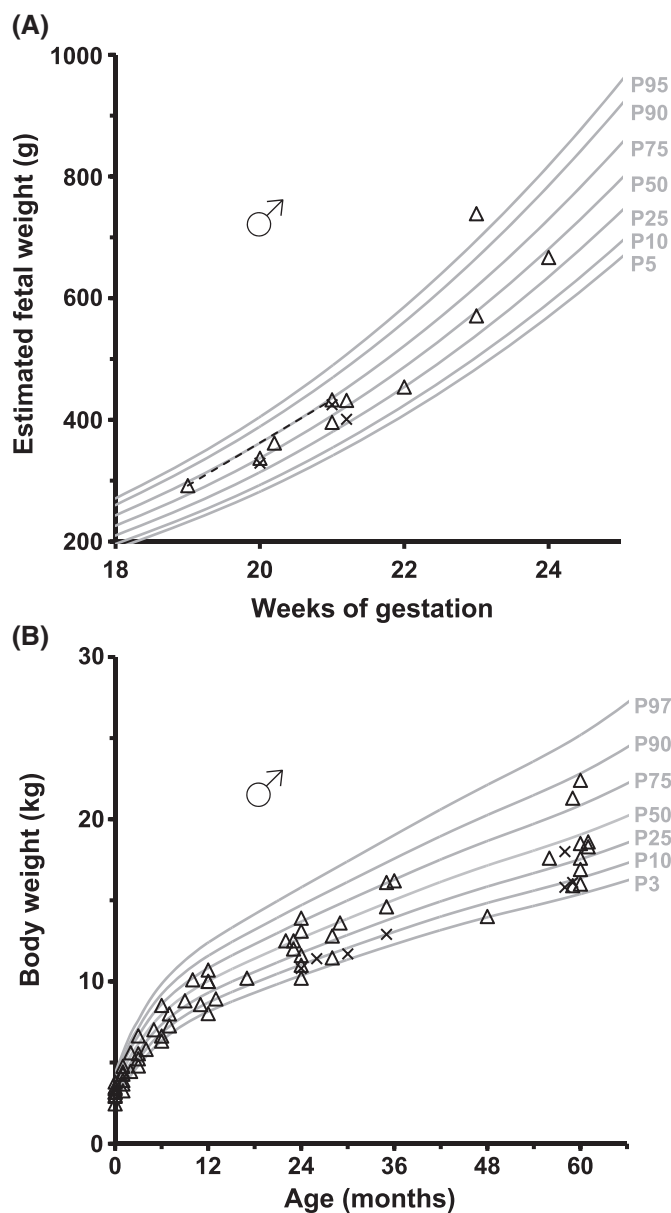 (A)
1000
800
600
400
200
Estimated fetal weight (g)
P95
P90
P75
P50
P25
P10
P5
18
20
22
24
Weeks of gestation
(B)
30
20
10
0
Body weight (kg)
P97
P90
P75
P50
P25
P10
P3
0
12
24
36
48
60
Age (months)